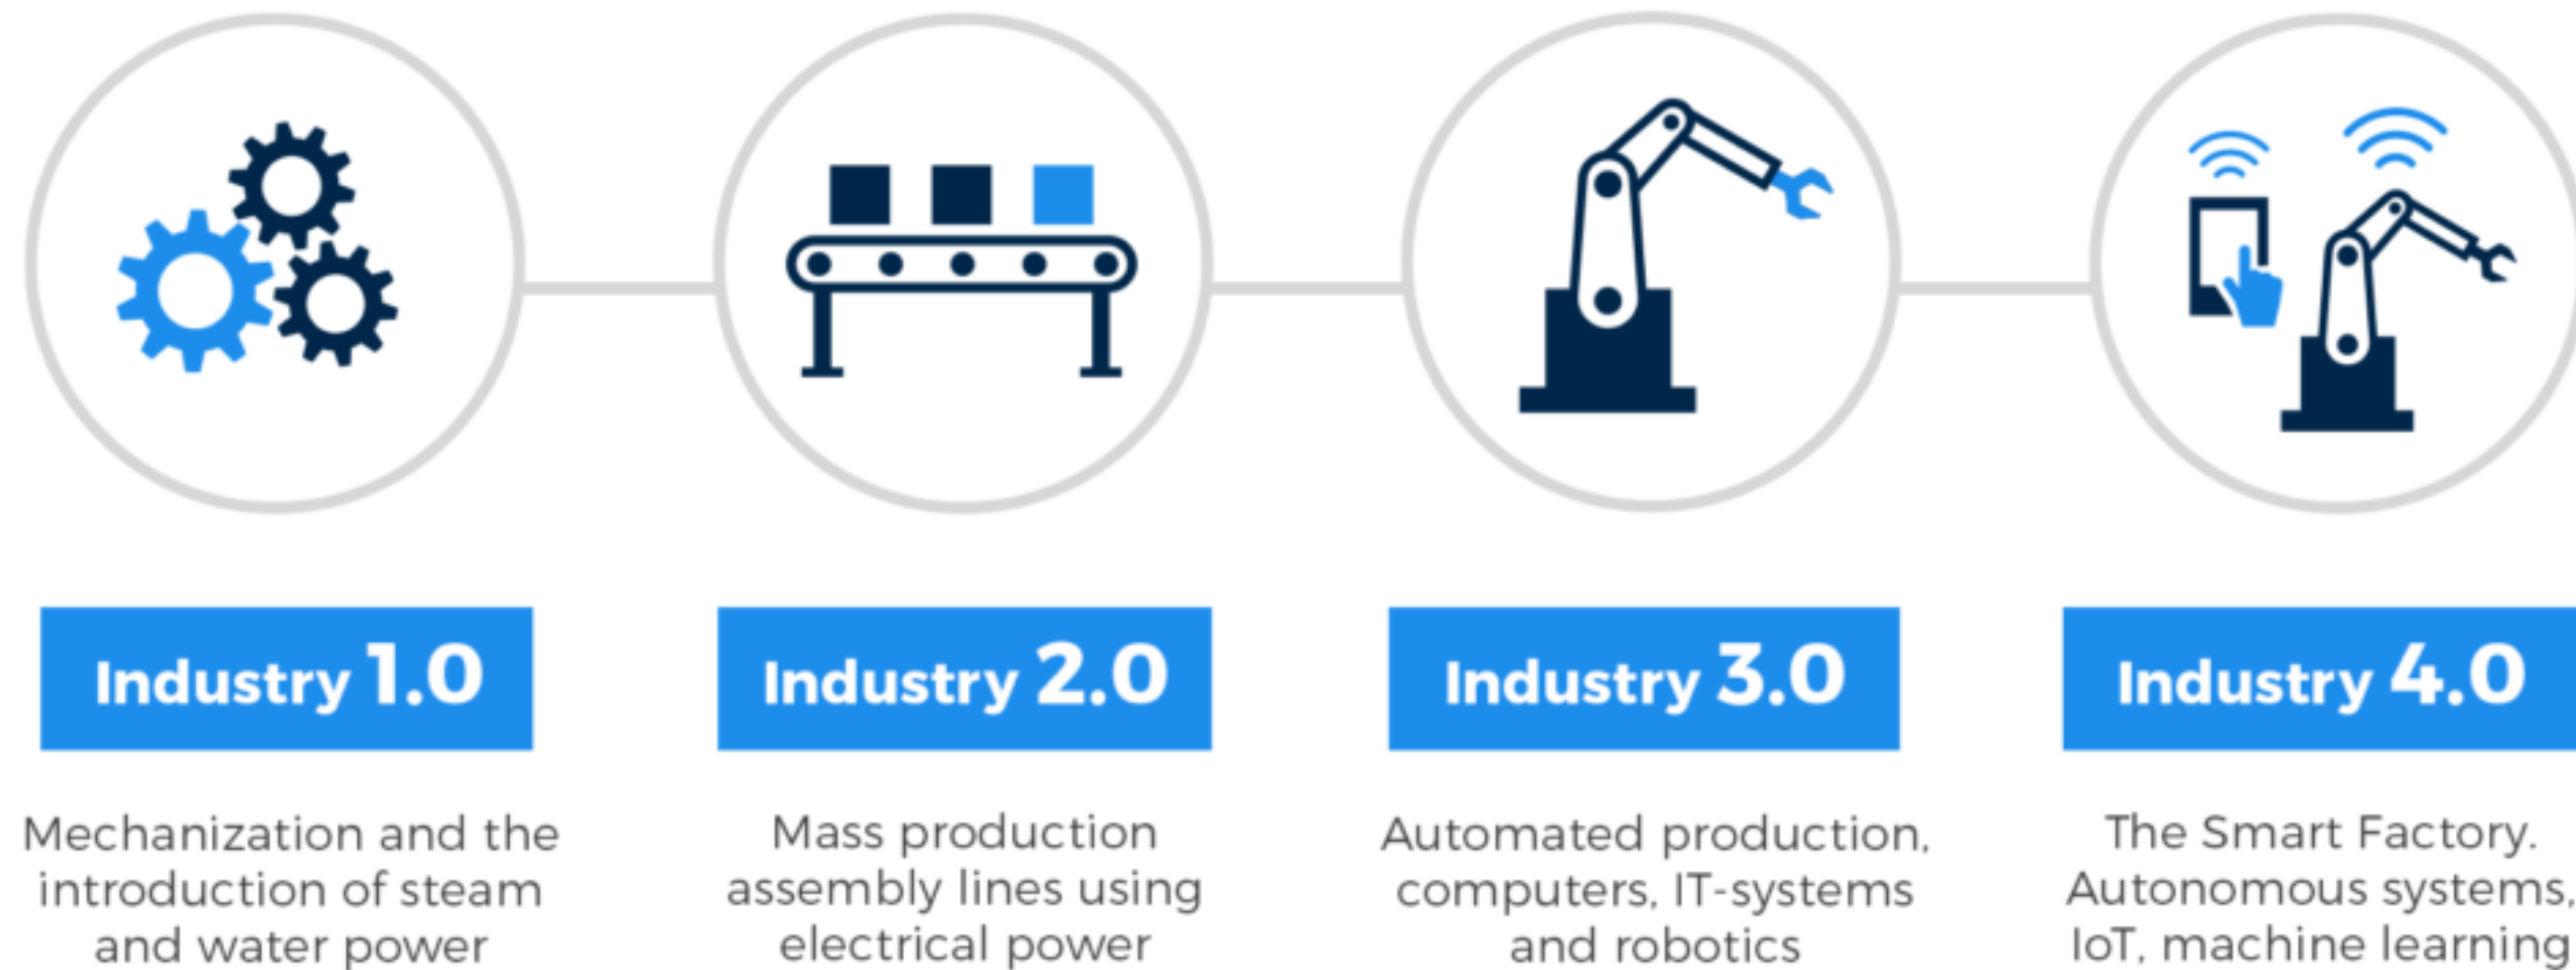 Industry 1.0
Mechanization and the
introduction of steam
and water power
Industry 2.0
Mass production
assembly lines using
electrical power
Industry 3.0
Automated production,
computers, IT-systems
and robotics
Industry 4.0
The Smart Factory.
Autonomous systems,
IoT, machine learning